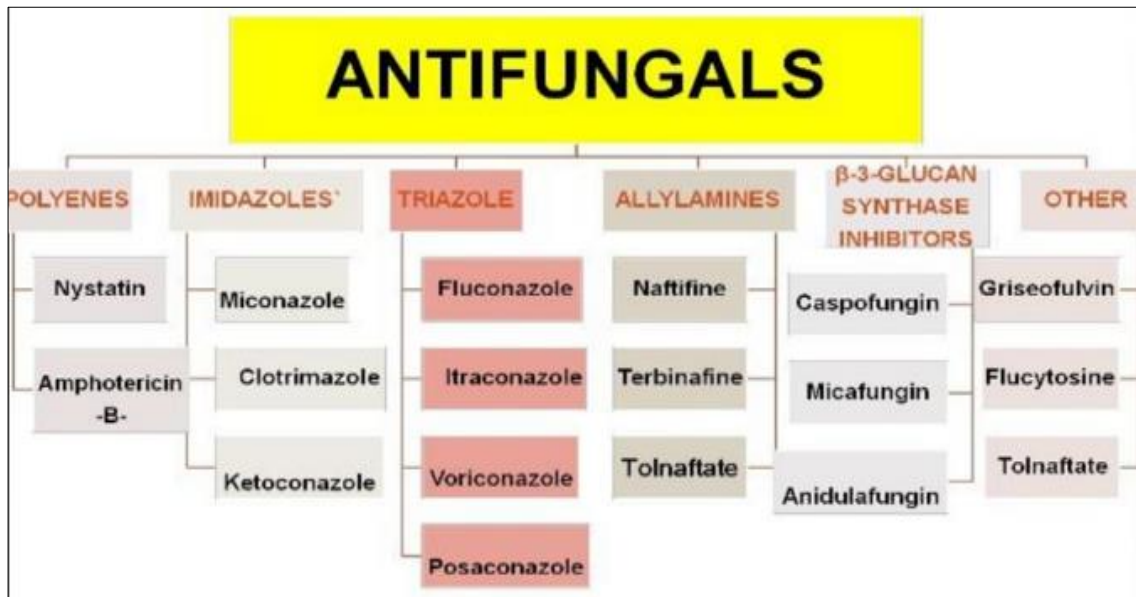 ANTIFUNGALS
POLYENES
Nystatin
Amphotericin
-B-
IMIDAZOLES`
Miconazole
Clotrimazole
Ketoconazole
TRIAZOLE
Fluconazole
Itraconazole
Voriconazole
Posaconazole
ALLYLAMINES
Naftifine
Terbinafine
Tolnaftate
β-3-GLUCAN
SYNTHASE
INHIBITORS
Caspofungin
Micafungin
Anidulafungin
OTHER
Griseofulvin
Flucytosine
Tolnaftate